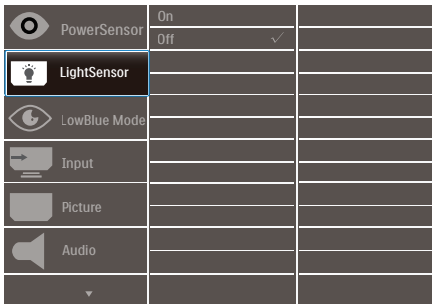 PowerSensor
On
Off
LightSensor
LowBlue Mode
Input
Picture
Audio